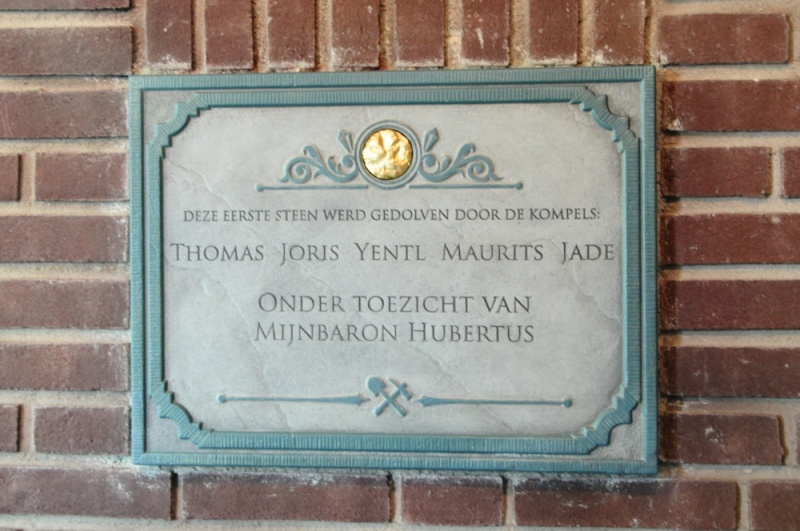 DEZE EERSTE STEEN WERD GEDOLVEN DOOR DE KOMPELS:
THOMAS JORIS YENTL MAURITS JADE
ONDER TOEZICHT VAN
MIJNBARON HUBERTUS